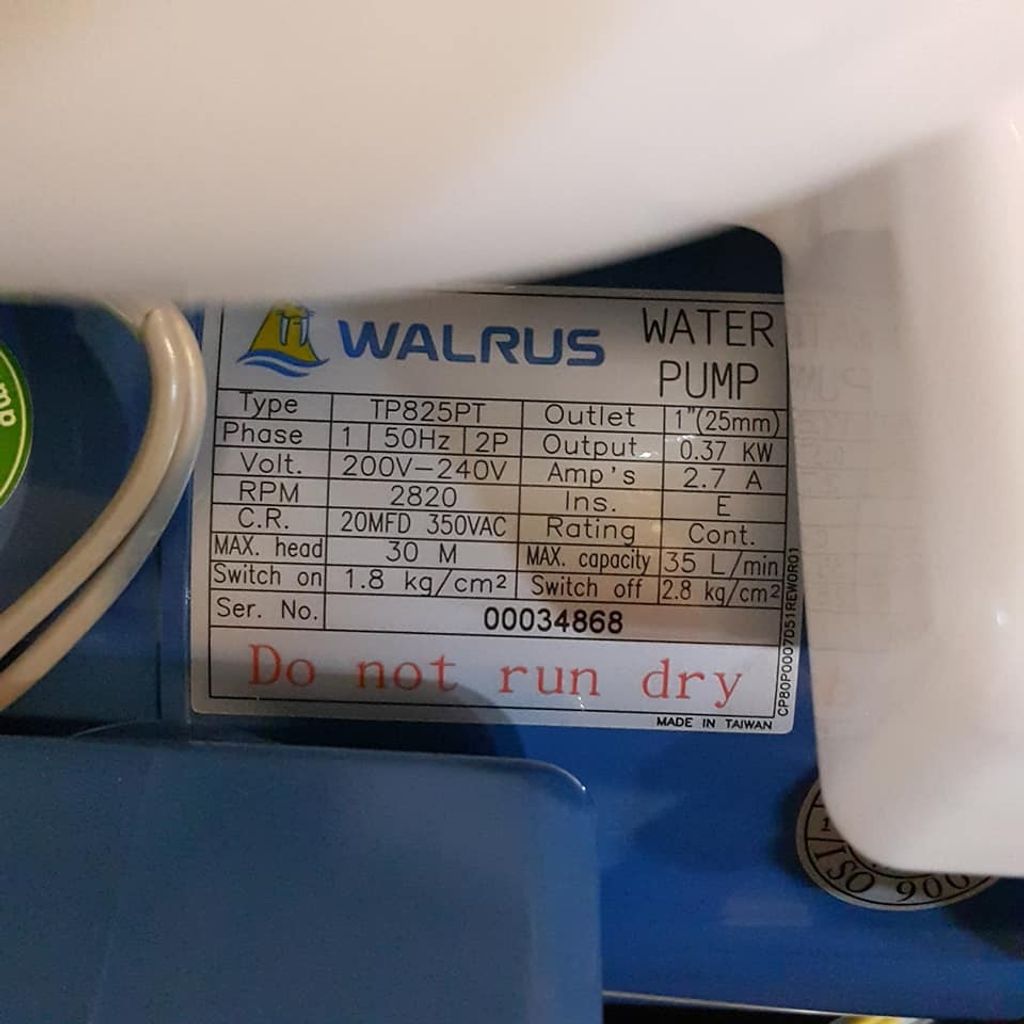 WALRUS
WATER
PUMP
Type TP825PT Outlet 1"(25mm)
Phase 1 50Hz 2P Output 0.37 KW
Volt. 200V-240V Amp's 2.7 A
RPM 2820 Ins. E
C.R. 20MFD 350VAC Rating Cont.
MAX. head 30 M MAX. capacity 35 L/min
Switch on 1.8 kg/cm² Switch off 2.8 kg/cm²
Ser. No. 00034868
Do not run dry
MADE IN TAIWAN
CP80P0007D51REWOR01
ISO